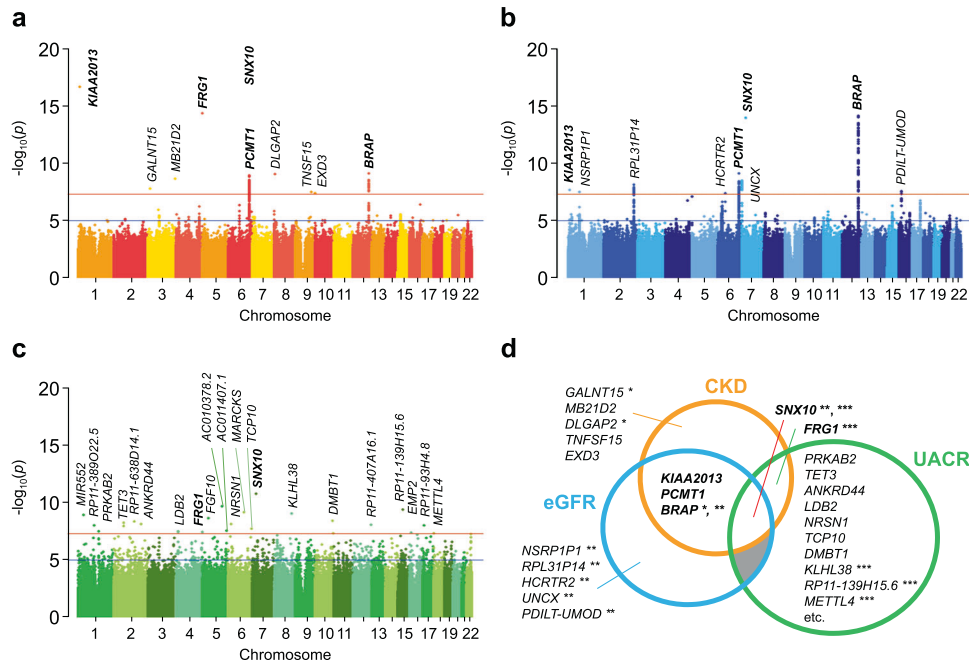 a
20
15
10
5
0
-log10(p)
KIAA2013
GALNT15
MB21D2
FRG1
SNX10
PCMT1
DLGAP2
TNSF15
EXD3
BRAP
1 2 3 4 5 6 7 8 9 10 11 13 15 17 19 22
Chromosome
b
20
15
10
5
0
-log10(p)
KIAA2013
NSRP1P1
RPL31P14
HCRTR2
PCMT1
SNX10
UNCX
BRAP
PDILT-UMOD
1 2 3 4 5 6 7 8 9 10 11 13 15 17 19 22
Chromosome
c
20
15
10
5
0
-log10(p)
MIR552
RP11-389O22.5
PRKAB2
TET3
RP11-638D14.1
ANKRD44
LDB2
FRG1
FGF10
AC010378.2
AC011407.1
NRSN1
MARCKS
TCP10
SNX10
KLHL38
DMBT1
RP11-407A16.1
RP11-139H15.6
EMP2
RP11-93H4.8
METTL4
1 2 3 4 5 6 7 8 9 10 11 13 15 17 19 22
Chromosome
d
CKD
GALNT15 *
MB21D2
DLGAP2 *
TNFSF15
EXD3
SNX10 **, ***
FRG1 ***
UACR
eGFR
KIAA2013
PCMT1
BRAP *, **
PRKAB2
TET3
ANKRD44
LDB2
NRSN1
TCP10
DMBT1
KLHL38 ***
RP11-139H15.6 ***
METTL4 ***
etc.
NSRP1P1 **
RPL31P14 **
HCRTR2 **
UNCX **
PDILT-UMOD **